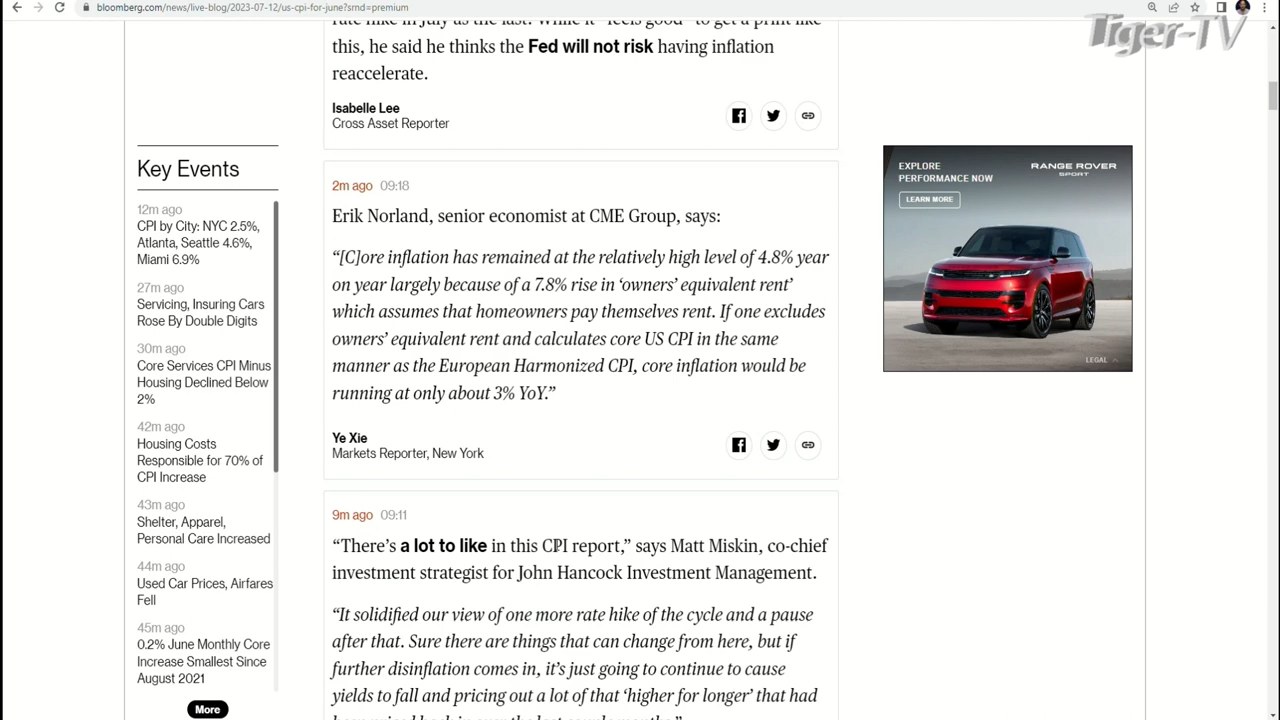 bloomberg.com/news/live-blog/2023-07-12/us-cpi-for-june?srnd=premium
Tiger-TV
this, he said he thinks the Fed will not risk having inflation
reaccelerate.
Isabelle Lee
Cross Asset Reporter
Key Events
12m ago
CPI by City: NYC 2.5%,
Atlanta, Seattle 4.6%,
Miami 6.9%
27m ago
Servicing, Insuring Cars
Rose By Double Digits
30m ago
Core Services CPI Minus
Housing Declined Below
2%
42m ago
Housing Costs
Responsible for 70% of
CPI Increase
43m ago
Shelter, Apparel,
Personal Care Increased
44m ago
Used Car Prices, Airfares
Fell
45m ago
0.2% June Monthly Core
Increase Smallest Since
August 2021
More
2m ago 09:18
Erik Norland, senior economist at CME Group, says:
“[C]ore inflation has remained at the relatively high level of 4.8% year
on year largely because of a 7.8% rise in ‘owners’ equivalent rent’
which assumes that homeowners pay themselves rent. If one excludes
owners’ equivalent rent and calculates core US CPI in the same
manner as the European Harmonized CPI, core inflation would be
running at only about 3% YoY.”
Ye Xie
Markets Reporter, New York
9m ago 09:11
“There’s a lot to like in this CPI report,” says Matt Miskin, co-chief
investment strategist for John Hancock Investment Management.
“It solidified our view of one more rate hike of the cycle and a pause
after that. Sure there are things that can change from here, but if
further disinflation comes in, it’s just going to continue to cause
yields to fall and pricing out a lot of that ‘higher for longer’ that had
EXPLORE
PERFORMANCE NOW
LEARN MORE
RANGE ROVER
SPORT
LEGAL